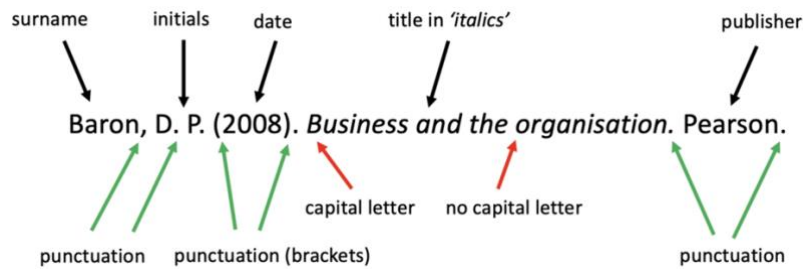 surname initials date title in ‘italics’ publisher
Baron, D. P. (2008). Business and the organisation. Pearson.
capital letter no capital letter
punctuation punctuation (brackets) punctuation